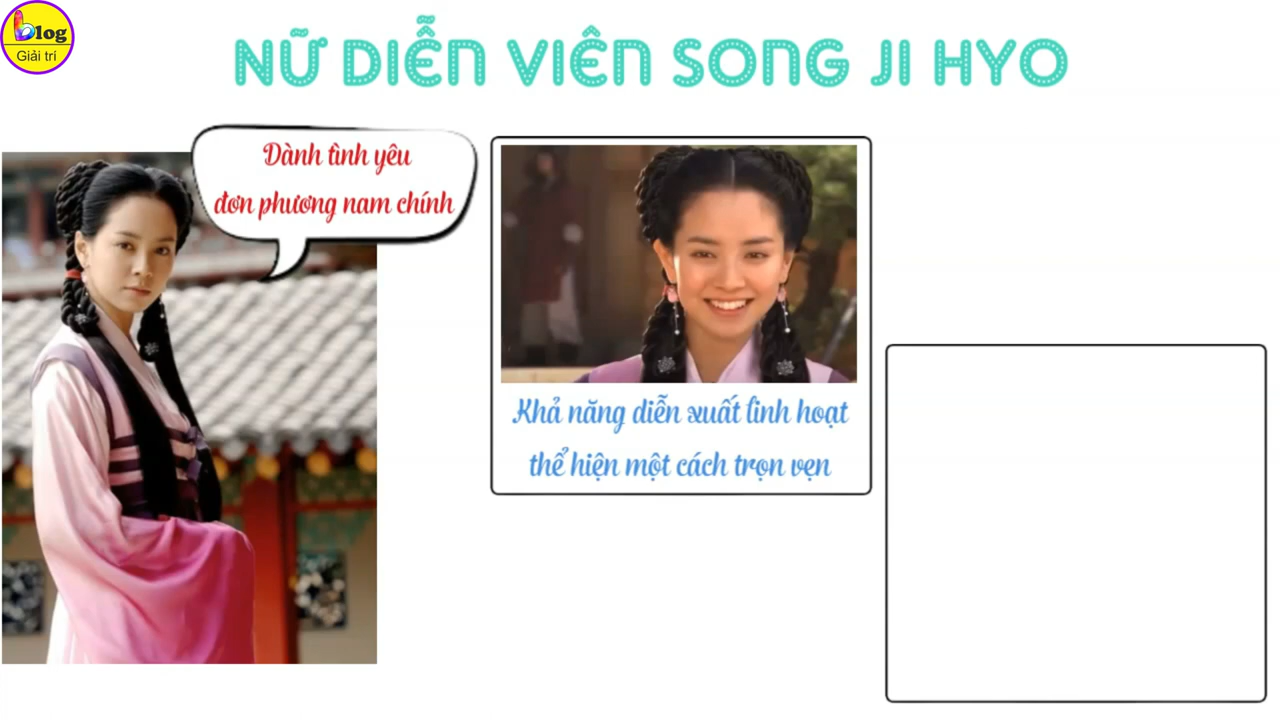 blog
Giải trí
NỮ DIỄN VIÊN SONG JI HYO
Dành tình yêu
đơn phương nam chính
Khả năng diễn xuất linh hoạt
thể hiện một cách trọn vẹn